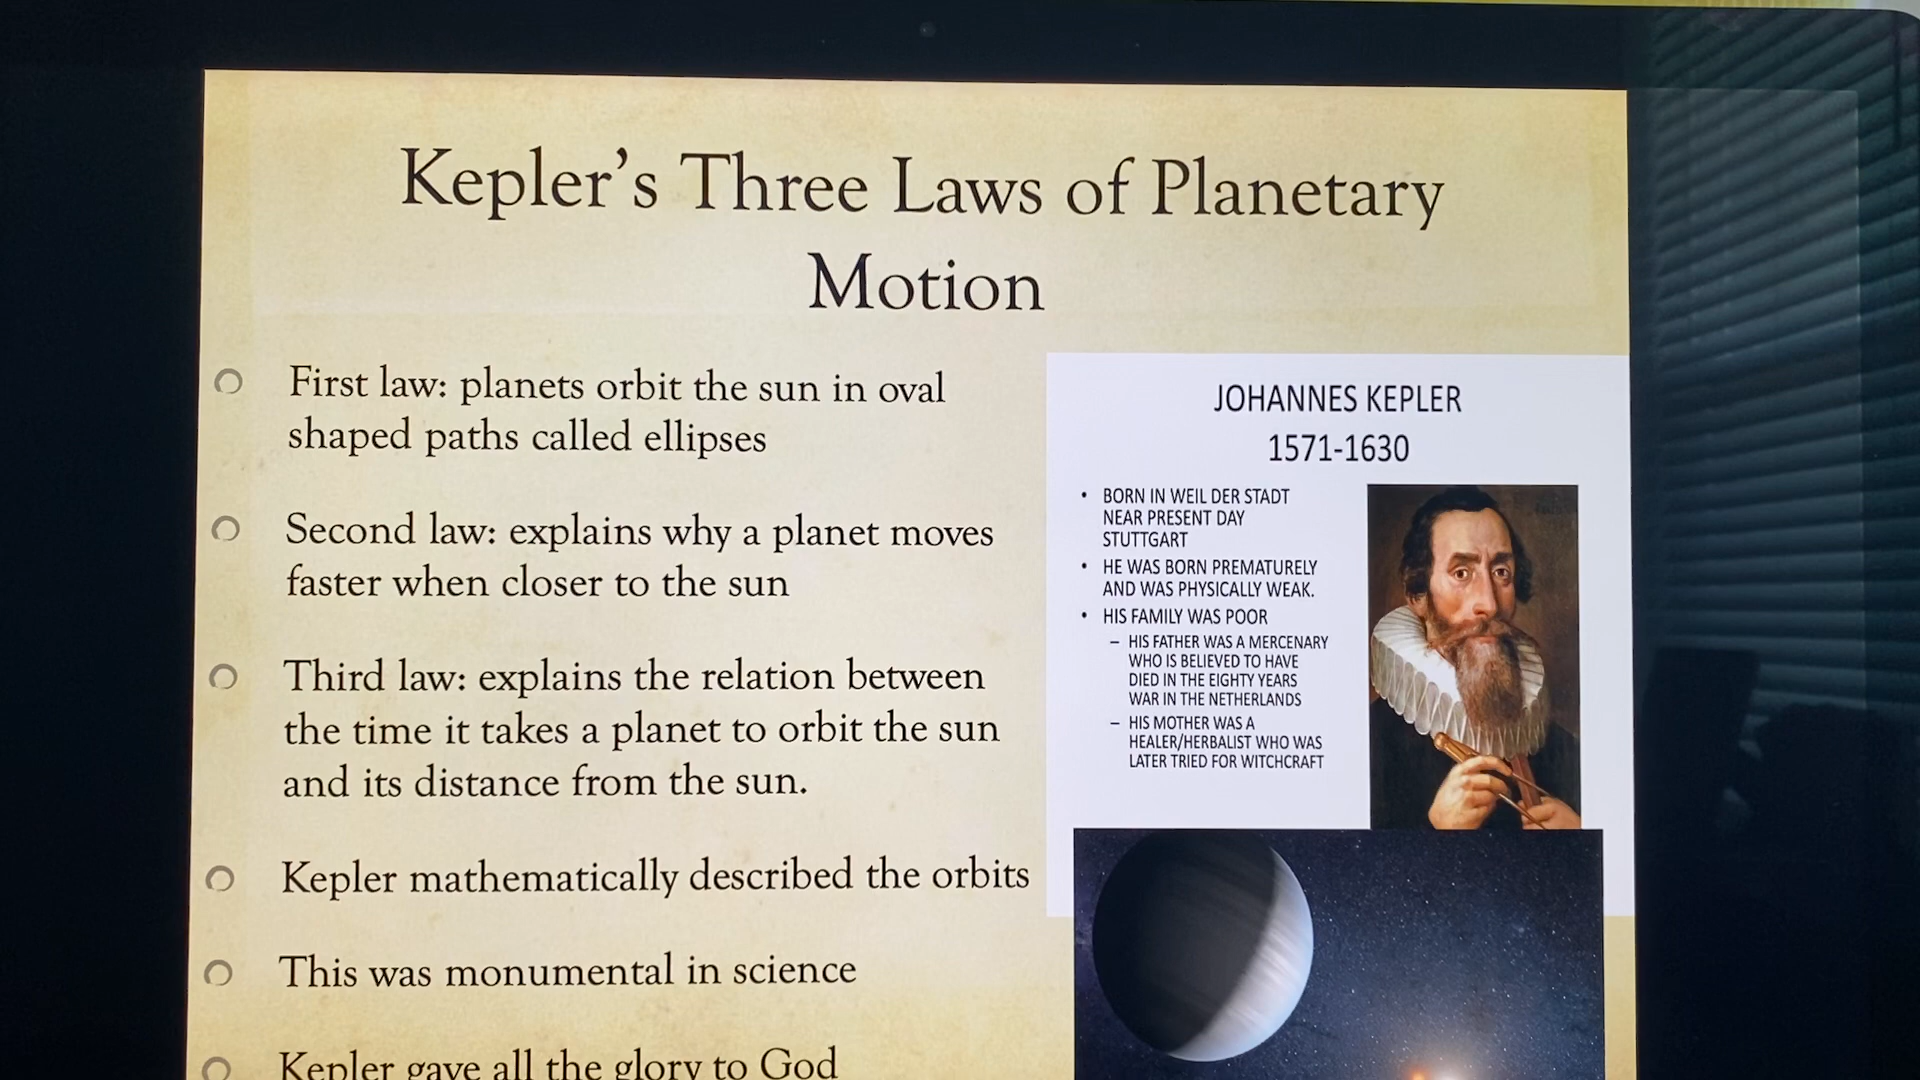 Kepler's Three Laws of Planetary
Motion
First law: planets orbit the sun in oval
shaped paths called ellipses
Second law: explains why a planet moves
faster when closer to the sun
Third law: explains the relation between
the time it takes a planet to orbit the sun
and its distance from the sun.
Kepler mathematically described the orbits
This was monumental in science
Kepler gave all the glory to God
JOHANNES KEPLER
1571-1630
• BORN IN WEIL DER STADT
NEAR PRESENT DAY
STUTTGART
• HE WAS BORN PREMATURELY
AND WAS PHYSICALLY WEAK.
• HIS FAMILY WAS POOR
– HIS FATHER WAS A MERCENARY
WHO IS BELIEVED TO HAVE
DIED IN THE EIGHTY YEARS
WAR IN THE NETHERLANDS
– HIS MOTHER WAS A
HEALER/HERBALIST WHO WAS
LATER TRIED FOR WITCHCRAFT